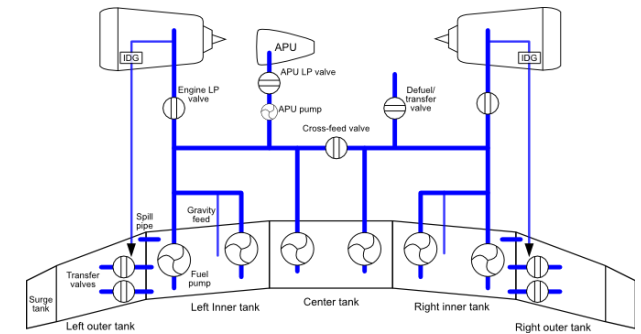 IDG
APU
IDG
APU LP valve
Engine LP
valve
Defuel/
transfer
valve
APU pump
Cross-feed valve
Spill
pipe
Gravity
feed
Transfer
valves
Fuel
pump
Surge
tank
Left outer tank
Left Inner tank
Center tank
Right inner tank
Right outer tank